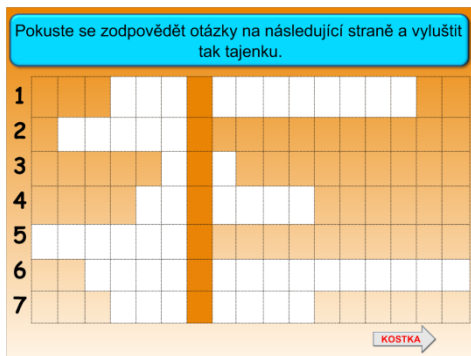 Pokuste se zodpovědět otázky na následující straně a vyluštit
tak tajenku.
1
2
3
4
5
6
7
KOSTKA